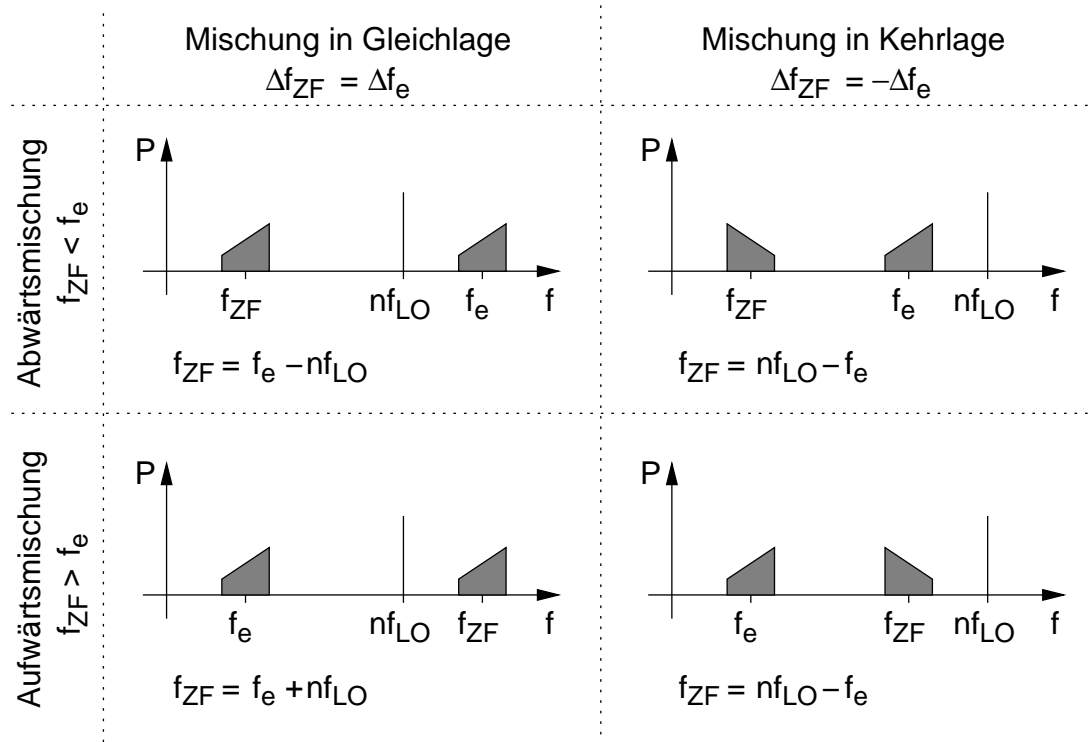 Mischung in Gleichlage
Δf_ZF = Δf_e
Mischung in Kehrlage
Δf_ZF = −Δf_e
Abwärtsmischung
f_ZF < f_e
P
f_ZF
nf_LO
f_e
f
f_ZF = f_e − nf_LO
P
f_ZF
f_e
nf_LO
f
f_ZF = nf_LO − f_e
Aufwärtsmischung
f_ZF > f_e
P
f_e
nf_LO
f_ZF
f
f_ZF = f_e + nf_LO
P
f_e
f_ZF
nf_LO
f
f_ZF = nf_LO − f_e